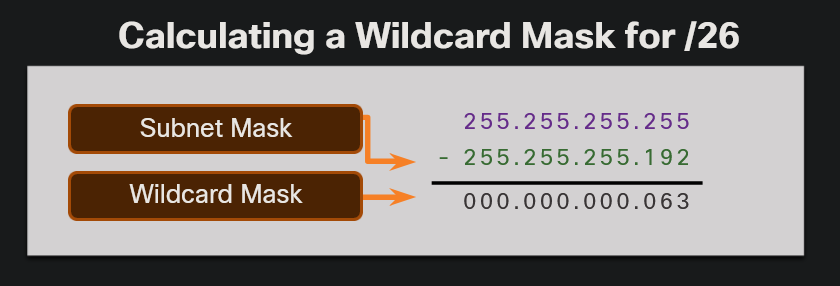 Calculating a Wildcard Mask for /26
Subnet Mask
255.255.255.255
- 255.255.255.192
Wildcard Mask
000.000.000.063